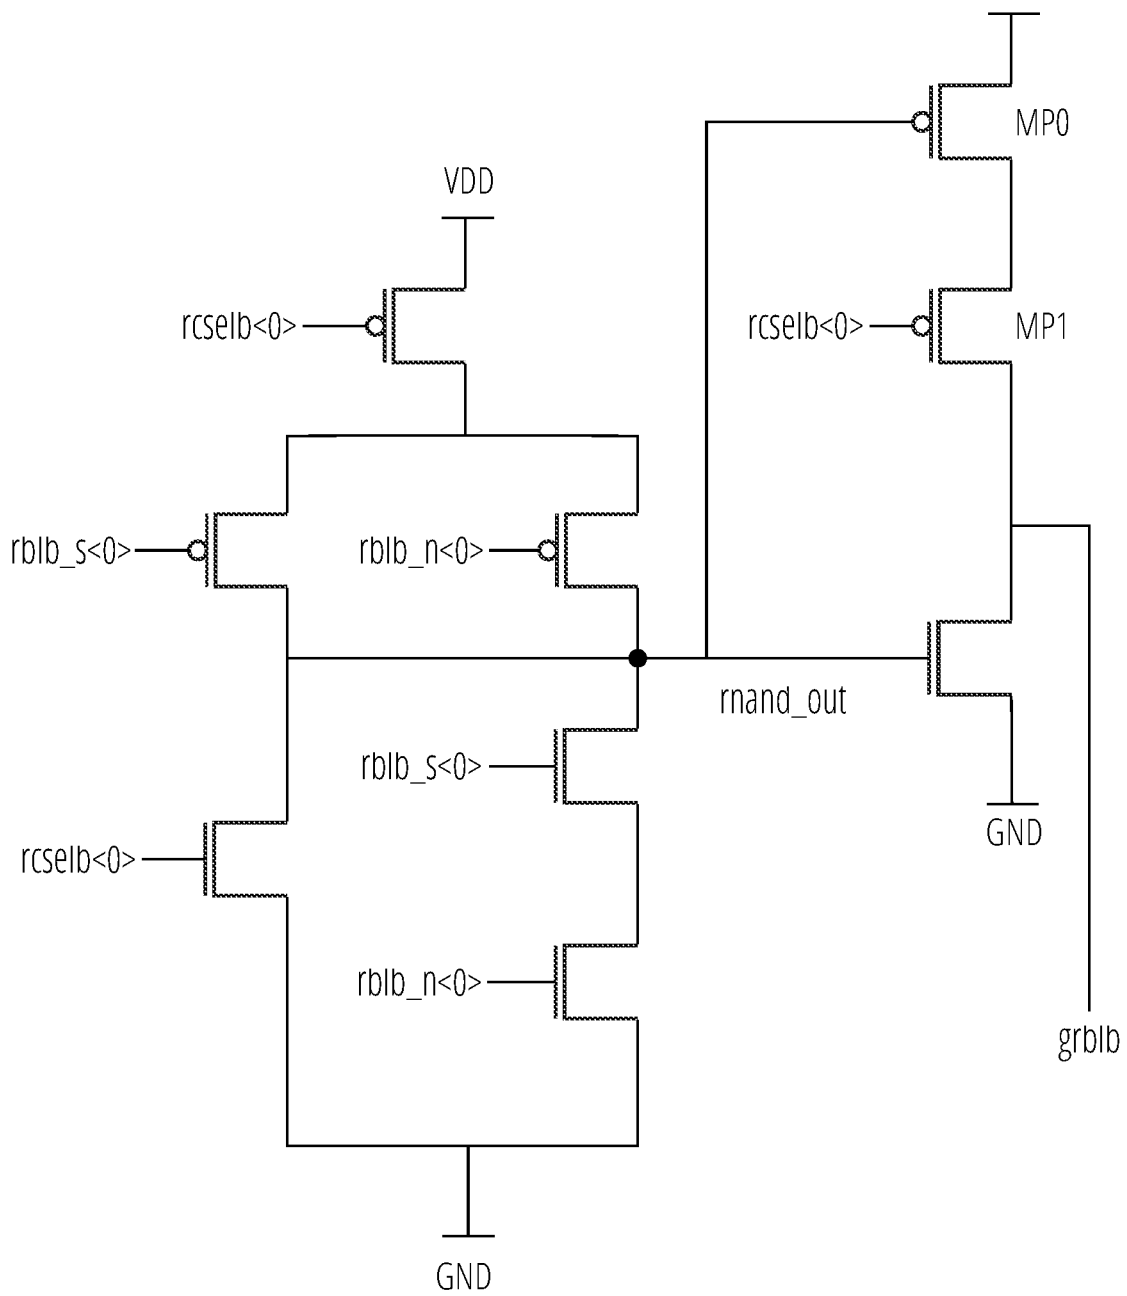 MP0
VDD
rcselb<0>
rcselb<0>
MP1
rblb_s<0>
rblb_n<0>
rnand_out
rblb_s<0>
rcselb<0>
GND
rblb_n<0>
grblb
GND